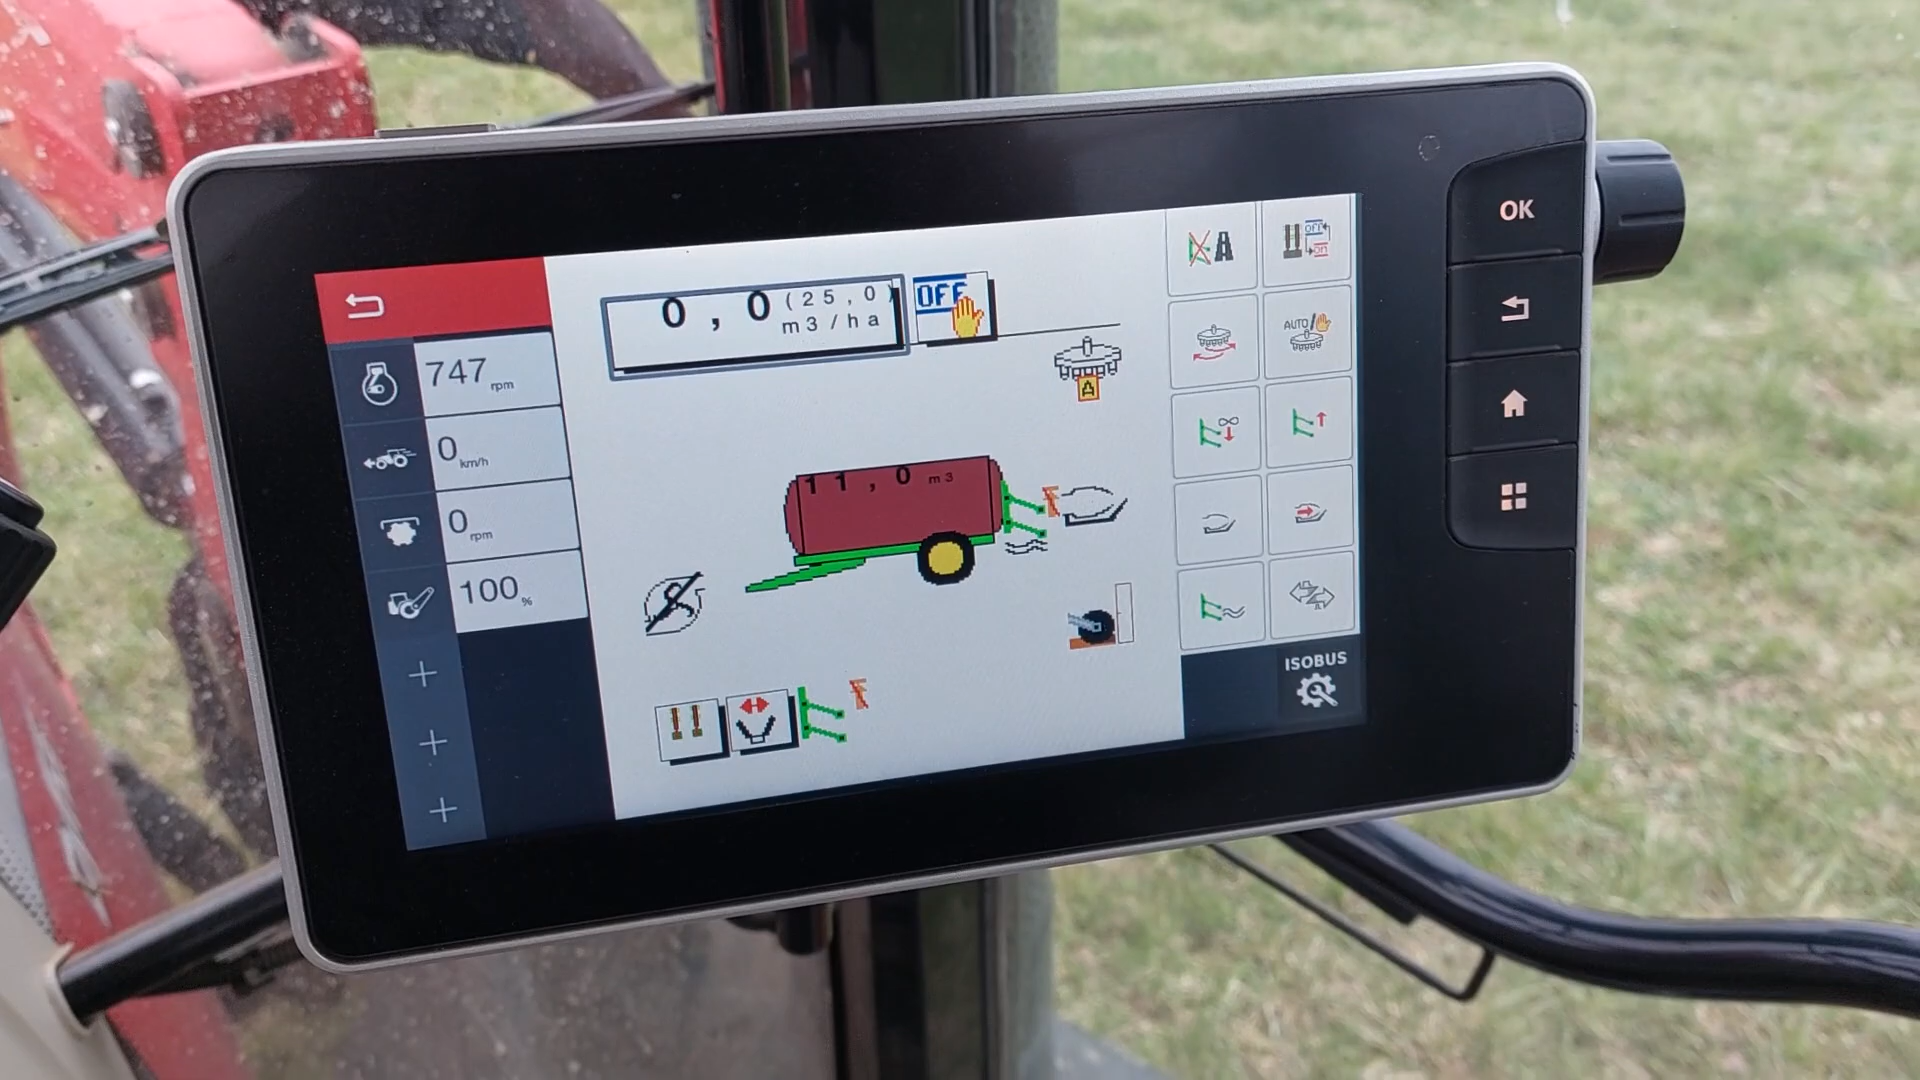 0,0 (25,0) m3/ha
OFF
OFF
on
AUTO/
747 rpm
0 km/h
0 rpm
100 %
A
11,0 m3
ISOBUS
OK